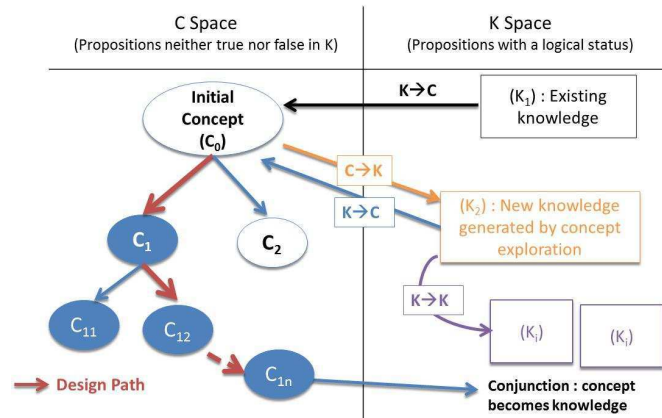 C Space
(Propositions neither true nor false in K)
K Space
(Propositions with a logical status)
Initial
Concept
(C₀)
K→C
(K₁) : Existing
knowledge
C→K
K→C
(K₂) : New knowledge
generated by concept
exploration
C₁
C₂
K→K
C₁₁
C₁₂
(Kᵢ)
(Kᵢ)
C₁ₙ
Design Path
Conjunction : concept
becomes knowledge